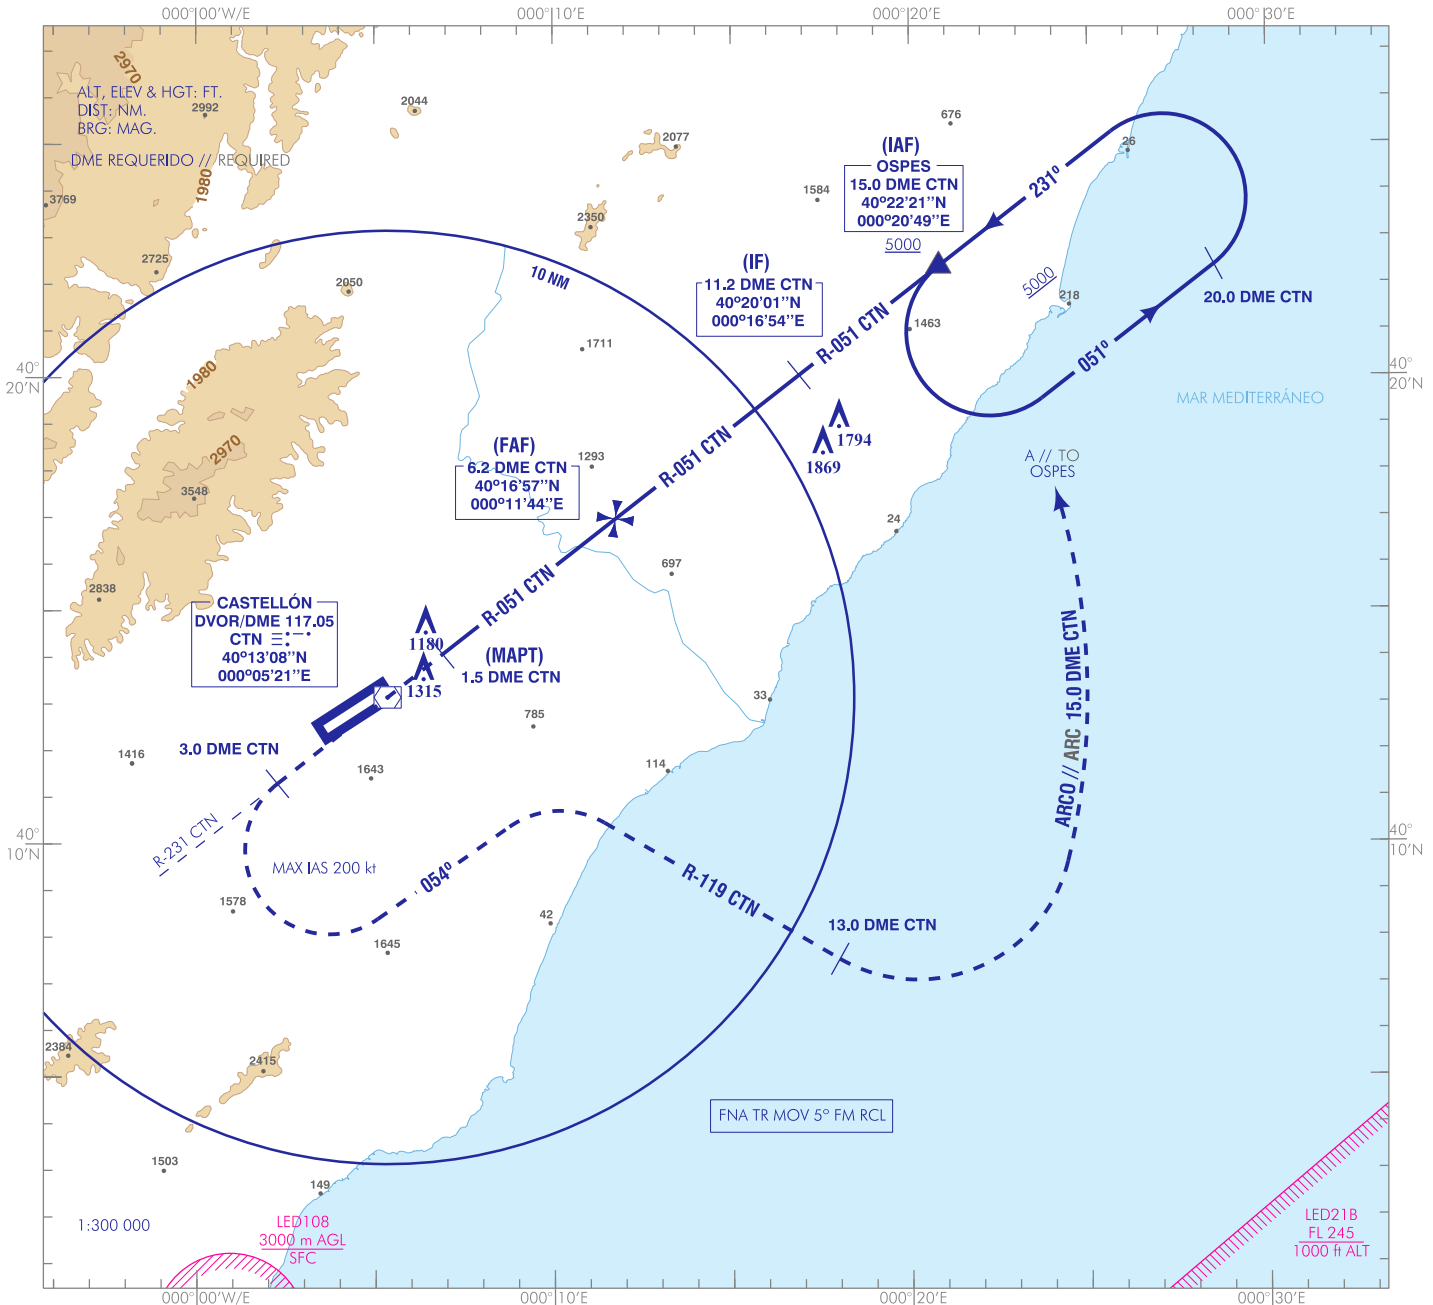 000°00'W/E
000°10'E
000°20'E
000°30'E
2970
ALT, ELEV & HGT: FT.
DIST: NM.
BRG: MAG.
2992
DME REQUERIDO // REQUIRED
1980
3769
2725
2044
2077
2350
2050
676
1584
26
(IAF)
OSPES
15.0 DME CTN
40°22'21''N
000°20'49''E
5000
231º
10 NM
(IF)
11.2 DME CTN
40°20'01''N
000°16'54''E
5000
218
20.0 DME CTN
1463
R-051 CTN
051º
1711
40°
20'N
40°
20'N
1980
2970
3548
MAR MEDITERRÁNEO
1794
1869
R-051 CTN
(FAF)
6.2 DME CTN
40°16'57''N
000°11'44''E
1293
A // TO
OSPES
24
697
2838
R-051 CTN
CASTELLÓN
DVOR/DME 117.05
CTN
40°13'08''N
000°05'21''E
1180
1315
(MAPT)
1.5 DME CTN
33
785
114
ARCO // ARC 15.0 DME CTN
3.0 DME CTN
1416
1643
R-231 CTN
40°
10'N
40°
10'N
MAX IAS 200 kt
054º
R-119 CTN
1578
1645
42
13.0 DME CTN
2384
2415
FNA TR MOV 5º FM RCL
1503
149
1:300 000
LED108
3000 m AGL
SFC
LED21B
FL 245
1000 ft ALT
000°00'W/E
000°10'E
000°20'E
000°30'E